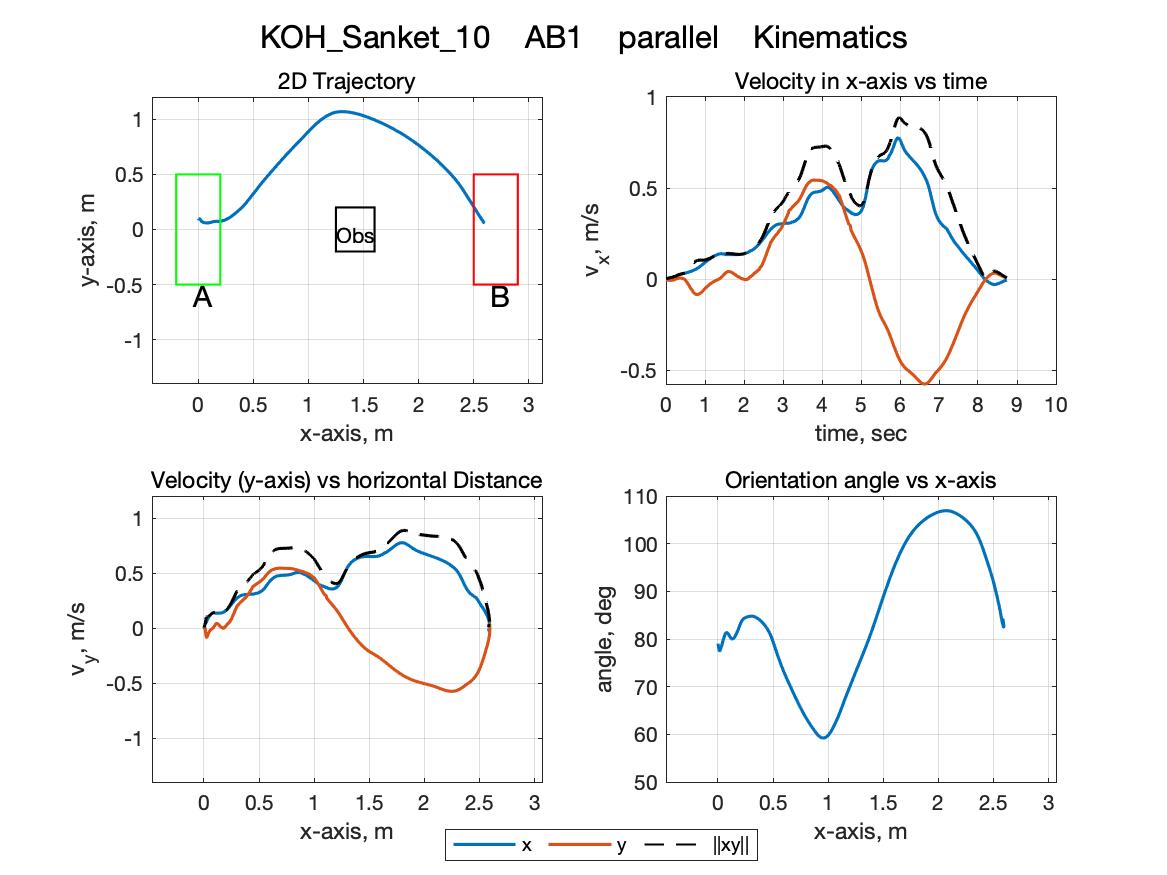 KOH_Sanket_10 AB1 parallel Kinematics
2D Trajectory
1
0.5
0
-0.5
-1
y-axis, m
Obs
A
B
0 0.5 1 1.5 2 2.5 3
x-axis, m
Velocity in x-axis vs time
1
0.5
0
-0.5
v_x, m/s
0 1 2 3 4 5 6 7 8 9 10
time, sec
Velocity (y-axis) vs horizontal Distance
1
0.5
0
-0.5
-1
v_y, m/s
0 0.5 1 1.5 2 2.5 3
x-axis, m
Orientation angle vs x-axis
110
100
90
80
70
60
50
angle, deg
0 0.5 1 1.5 2 2.5 3
x-axis, m
x y ||xy||